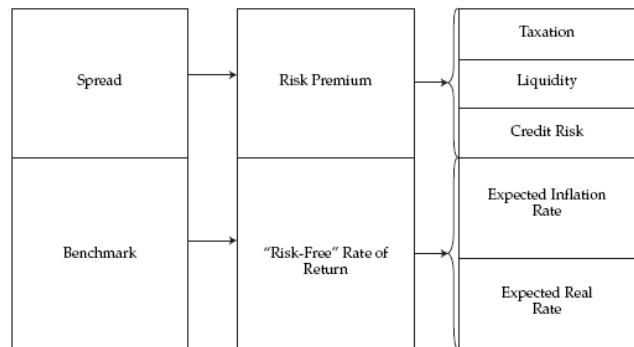 Spread
Risk Premium
Taxation
Liquidity
Credit Risk
Benchmark
“Risk-Free” Rate of
Return
Expected Inflation
Rate
Expected Real
Rate